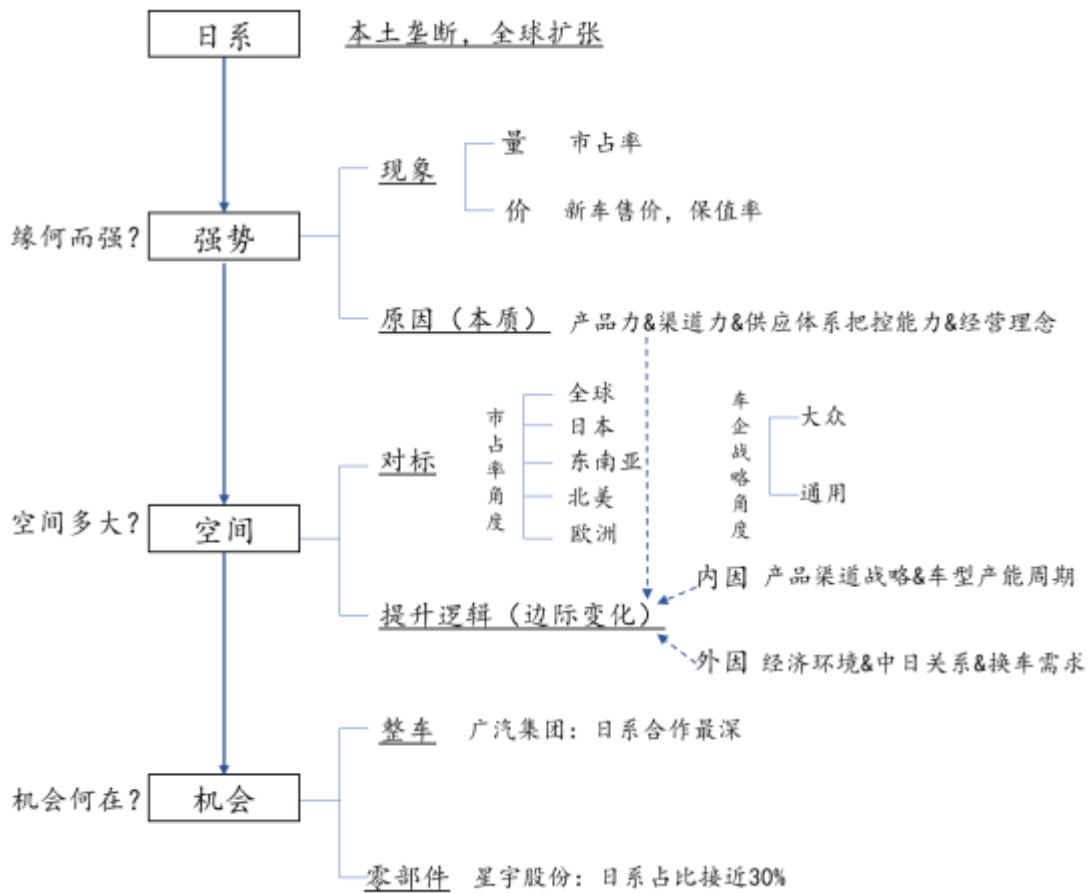 日系 本土垄断，全球扩张
量 市占率
现象
价 新车售价，保值率
缘何而强？ 强势
原因（本质） 产品力&渠道力&供应体系把控能力&经营理念
市占率角度
全球
日本
东南亚
北美
欧洲
车企战略角度
大众
通用
对标
空间多大？ 空间
内因 产品渠道战略&车型产能周期
提升逻辑（边际变化）
外因 经济环境&中日关系&换车需求
整车 广汽集团：日系合作最深
机会何在？ 机会
零部件 星宇股份：日系占比接近30%